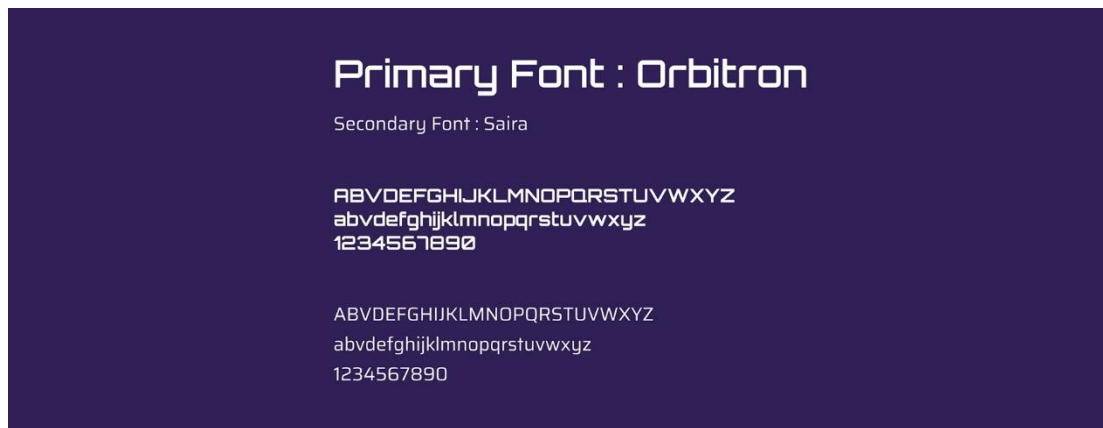 Primary Font : Orbitron
Secondary Font : Saira
ABVDEFGHIJKLMNOPQRSTUVWXYZ
abvdefghijklmnopqrstuvwxyz
1234567890
ABVDEFGHIJKLMNOPQRSTUVWXYZ
abvdefghijklmnopqrstuvwxyz
1234567890